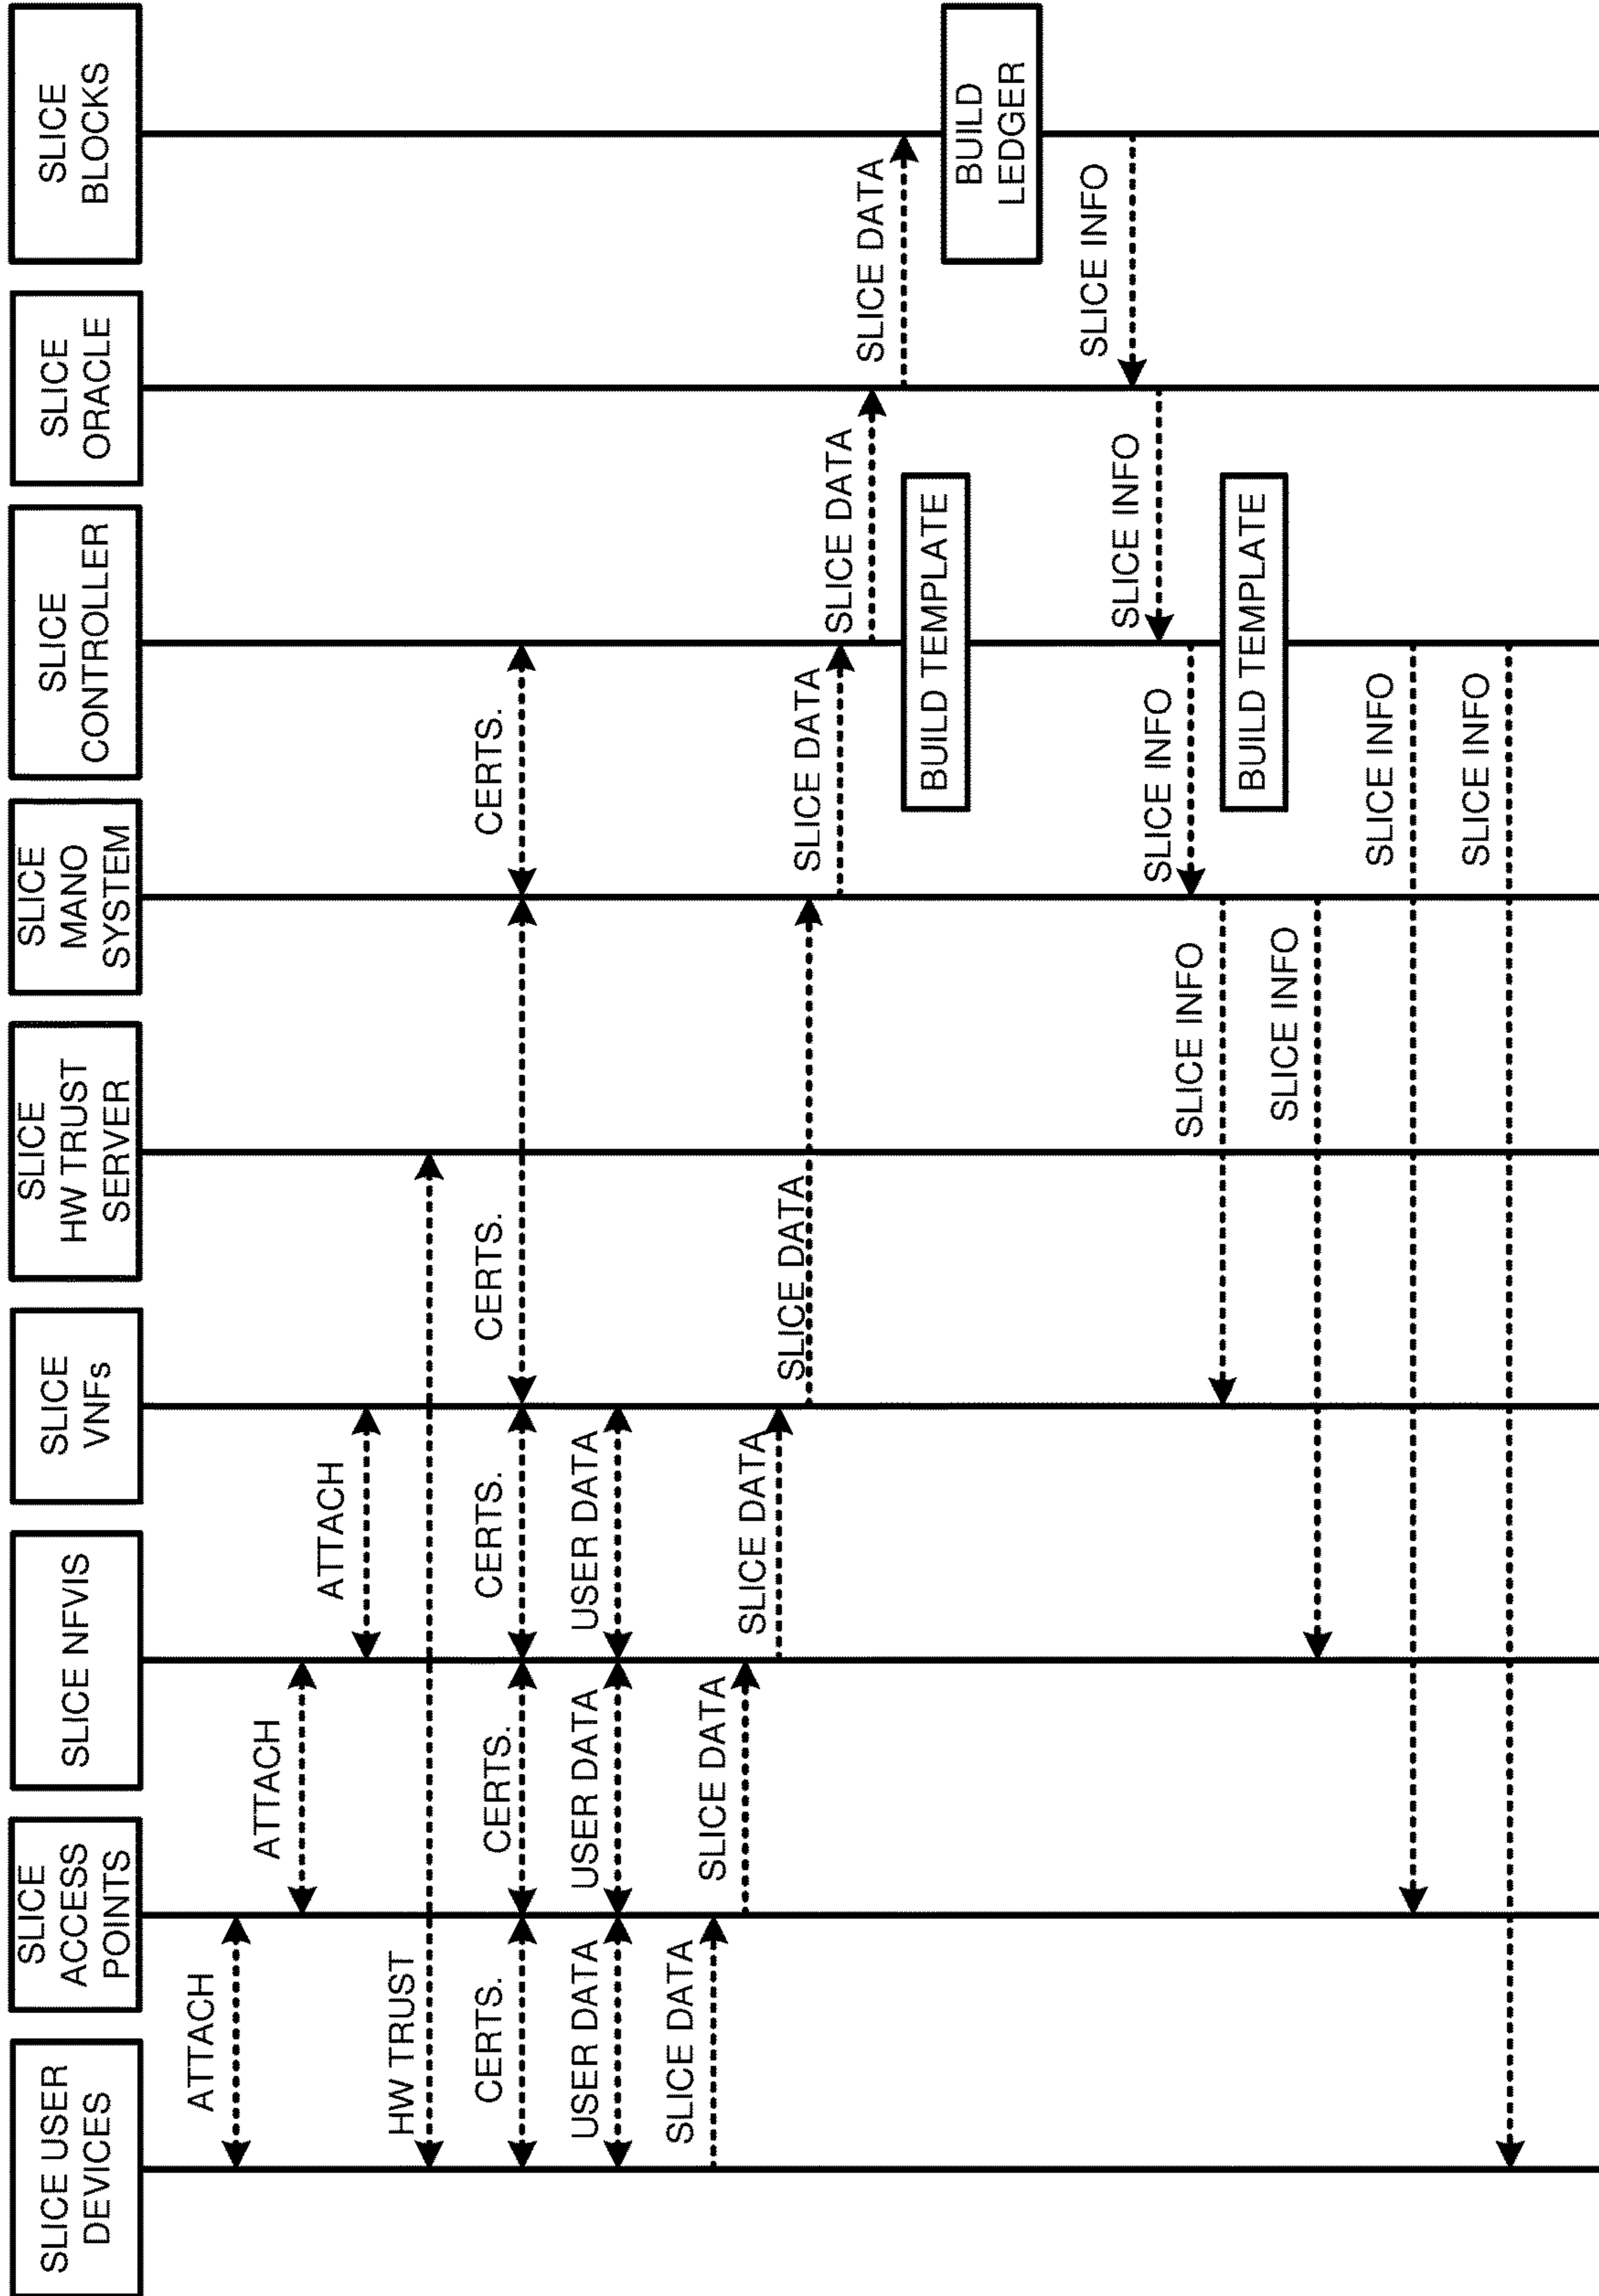 SLICE USER
DEVICES
SLICE
ACCESS
POINTS
SLICE NFVIS
SLICE
VNFs
SLICE
HW TRUST
SERVER
SLICE
MANO
SYSTEM
SLICE
CONTROLLER
SLICE
ORACLE
SLICE
BLOCKS
ATTACH
ATTACH
ATTACH
HW TRUST
CERTS.
CERTS.
CERTS.
CERTS.
CERTS.
USER DATA
USER DATA
USER DATA
SLICE DATA
SLICE DATA
SLICE DATA
SLICE DATA
SLICE DATA
SLICE DATA
SLICE DATA
BUILD TEMPLATE
BUILD
LEDGER
SLICE INFO
SLICE INFO
SLICE INFO
SLICE INFO
BUILD TEMPLATE
SLICE INFO
SLICE INFO
SLICE INFO